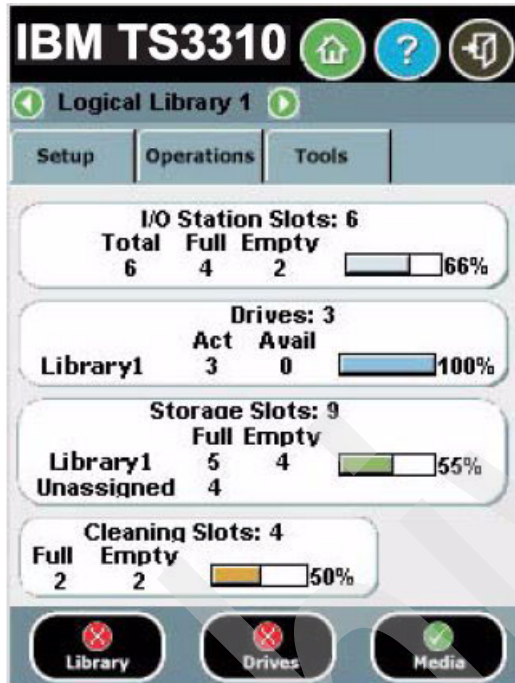 IBM TS3310
?
Logical Library 1
Setup Operations Tools
I/O Station Slots: 6
Total Full Empty
6 4 2 66%
Drives: 3
Act Avail
Library1 3 0 100%
Storage Slots: 9
Full Empty
Library1 5 4 55%
Unassigned 4
Cleaning Slots: 4
Full Empty
2 2 50%
Library Drives Media